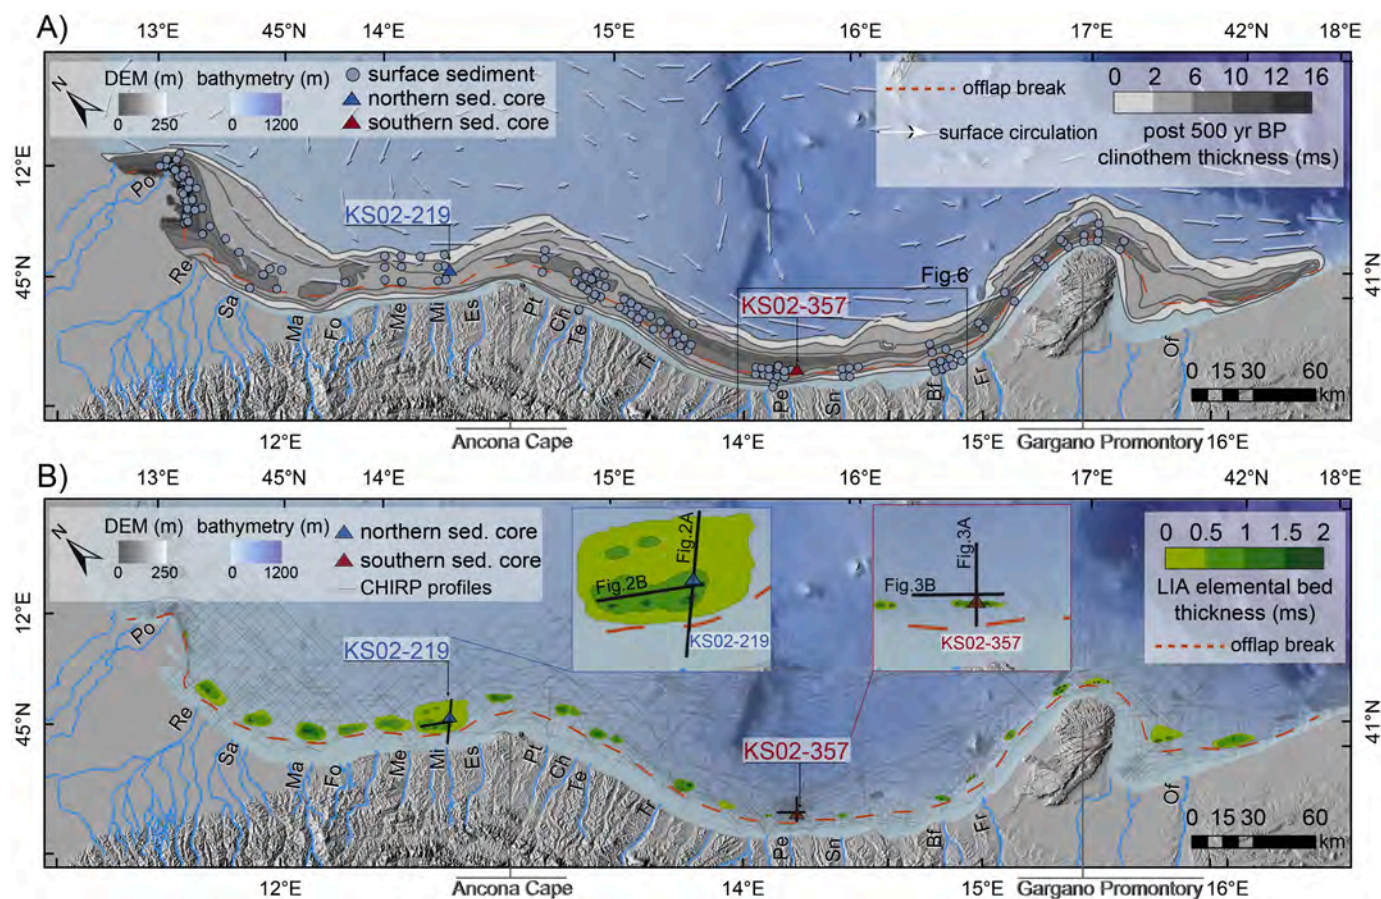 A)
13°E 45°N 14°E 15°E 16°E 17°E 42°N 18°E
N
DEM (m) bathymetry (m)
0 250 0 1200
surface sediment
northern sed. core
southern sed. core
offlap break
surface circulation
0 2 6 10 12 16
post 500 yr BP
clinothem thickness (ms)
12°E
45°N
41°N
KS02-219
KS02-357
Fig.6
Po Re Sa Ma Fo Me Mi Es Pt Ch Te Tr Pe Sn Bf Fr Of
0 15 30 60
km
12°E 14°E 15°E 16°E
Ancona Cape
Gargano Promontory
B)
13°E 45°N 14°E 15°E 16°E 17°E 42°N 18°E
N
DEM (m) bathymetry (m)
0 250 0 1200
northern sed. core
southern sed. core
CHIRP profiles
Fig.2A
Fig.2B
KS02-219
Fig.3A
Fig.3B
KS02-357
0 0.5 1 2
LIA elemental bed
thickness (ms)
offlap break
12°E
45°N
41°N
KS02-219
KS02-357
Po Re Sa Ma Fo Me Mi Es Pt Ch Te Tr Pe Sn Bf Fr Of
0 15 30 60
km
12°E 14°E 15°E 16°E
Ancona Cape
Gargano Promontory